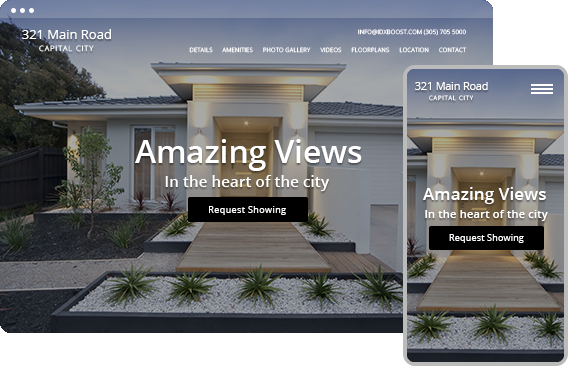 321 Main Road
CAPITAL CITY
INFO@IDXBOOST.COM (305) 705 5000
DETAILS AMENITIES PHOTO GALLERY VIDEOS FLOORPLANS LOCATION CONTACT
Amazing Views
In the heart of the city
Request Showing
321 Main Road
CAPITAL CITY
Amazing Views
In the heart of the city
Request Showing